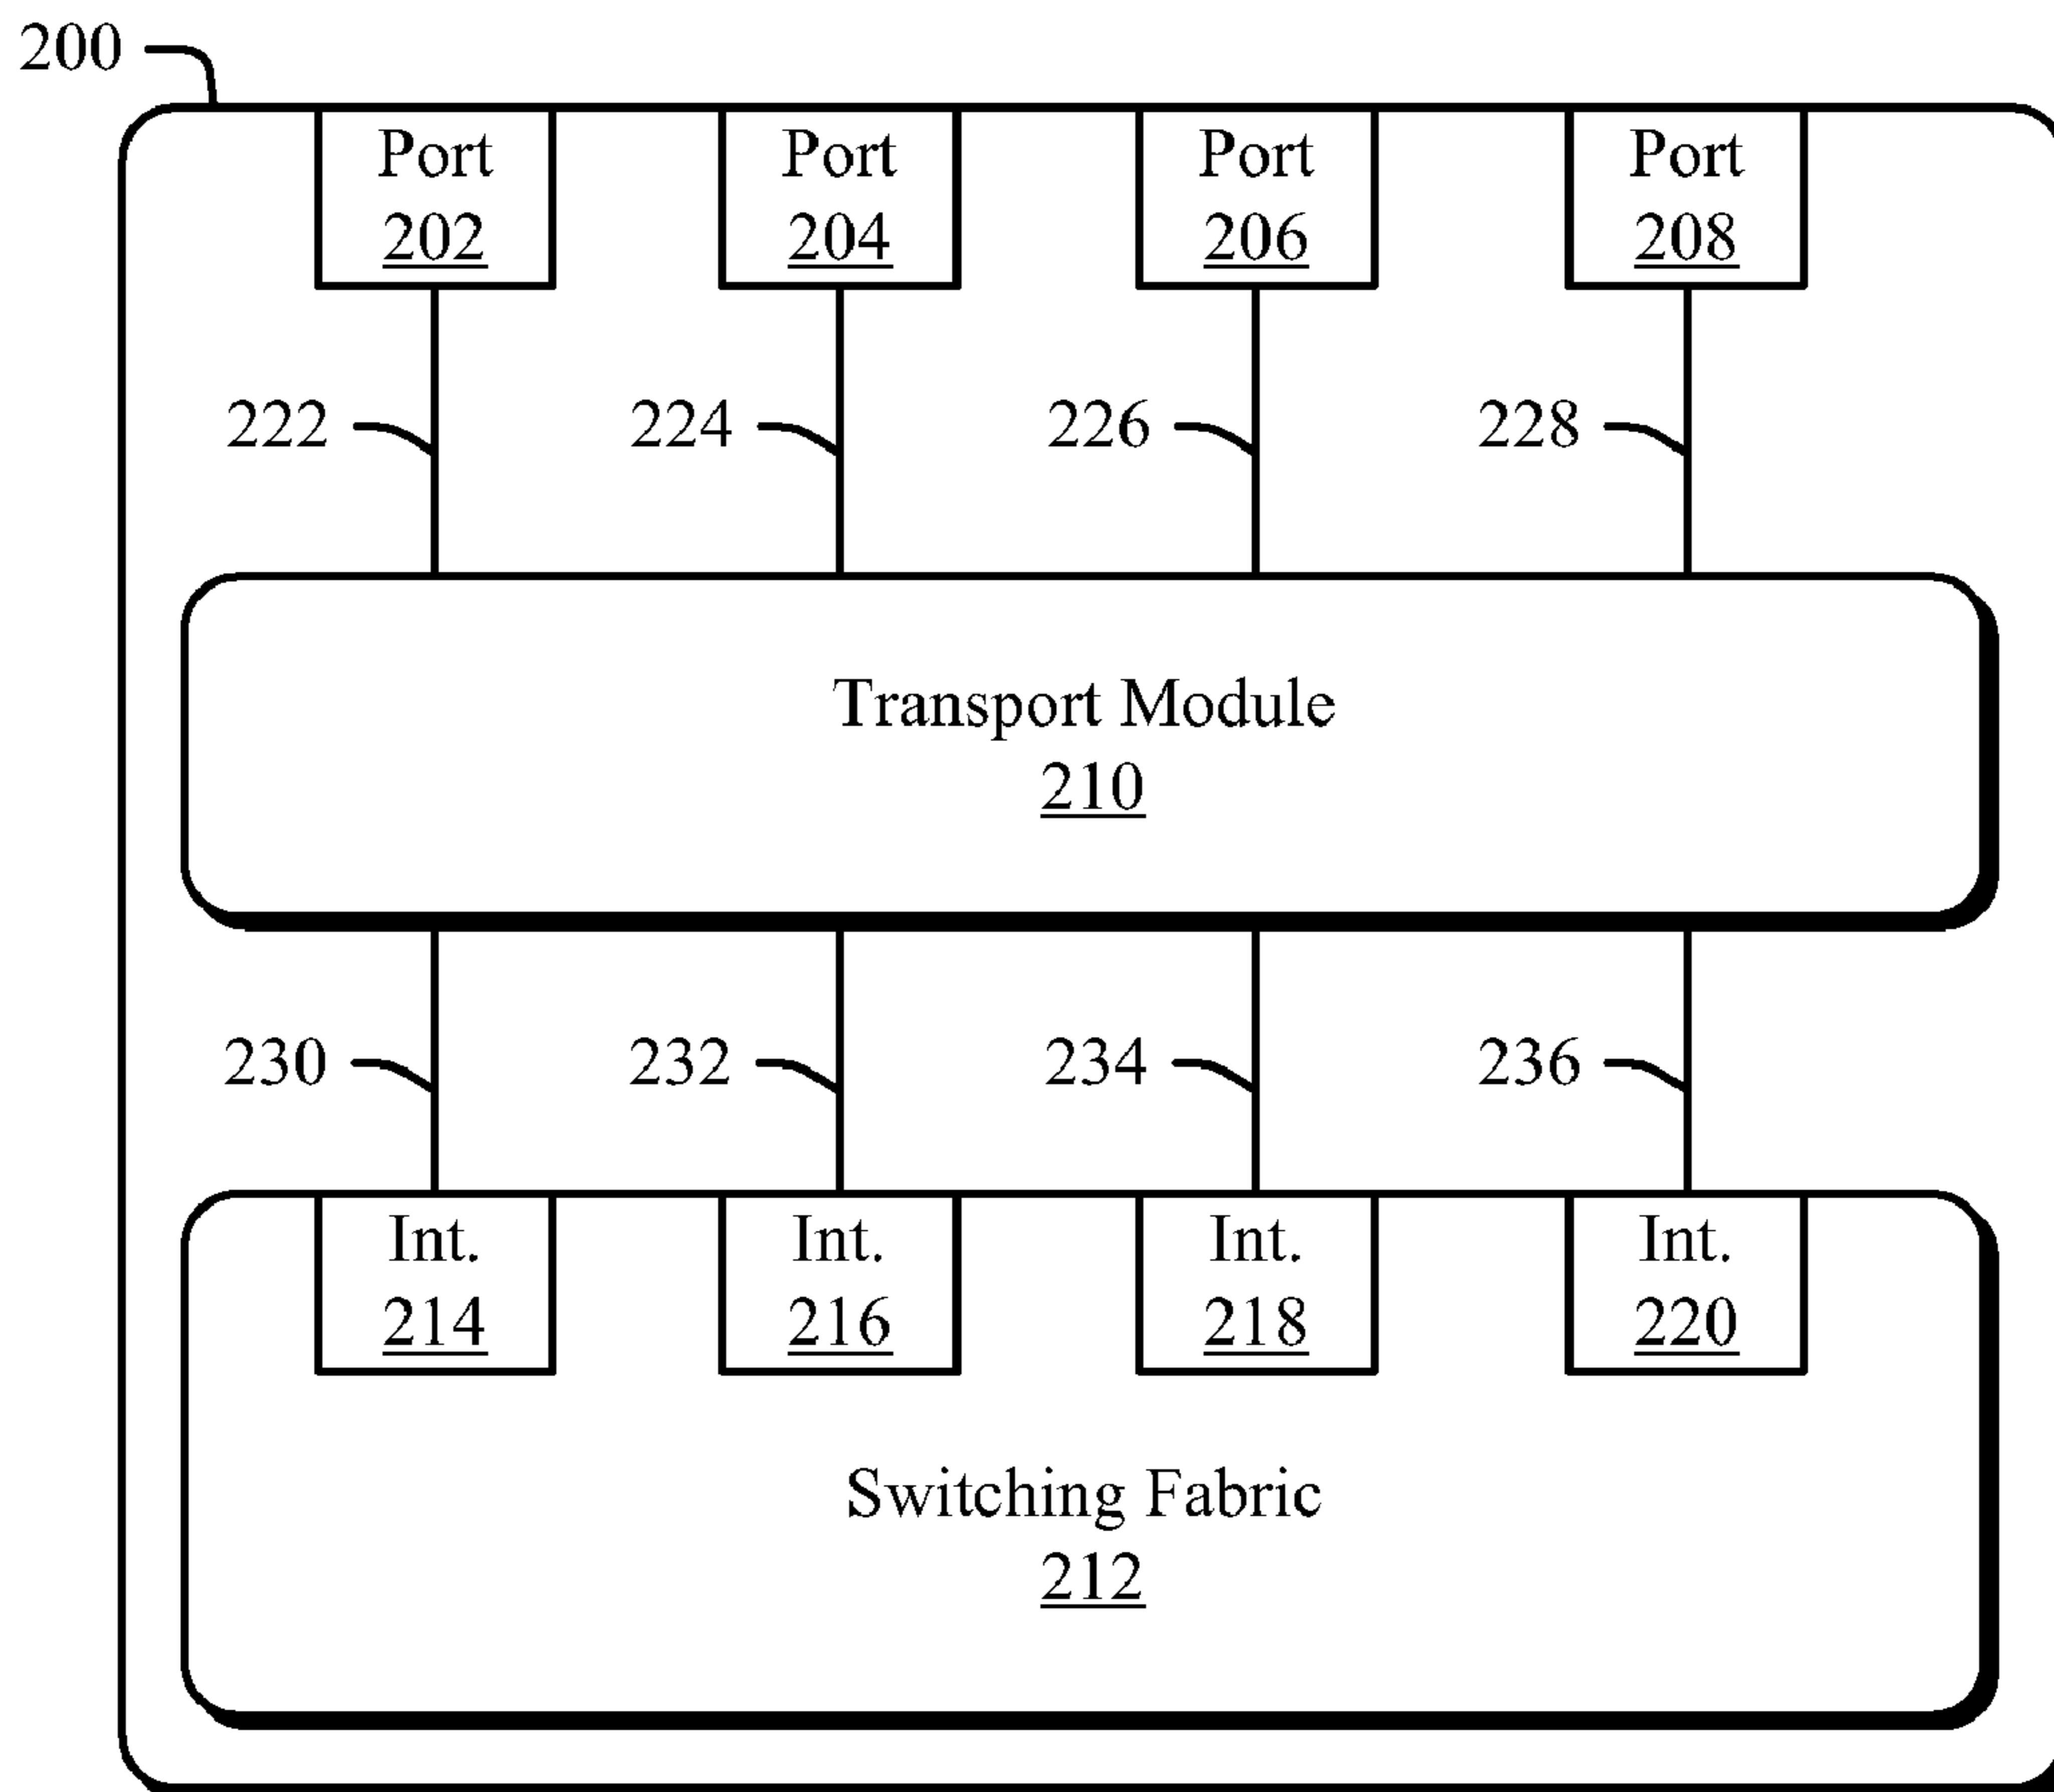 200
Port Port Port Port
202 204 206 208
222 224 226 228
Transport Module
210
230 232 234 236
Int. Int. Int. Int.
214 216 218 220
Switching Fabric
212